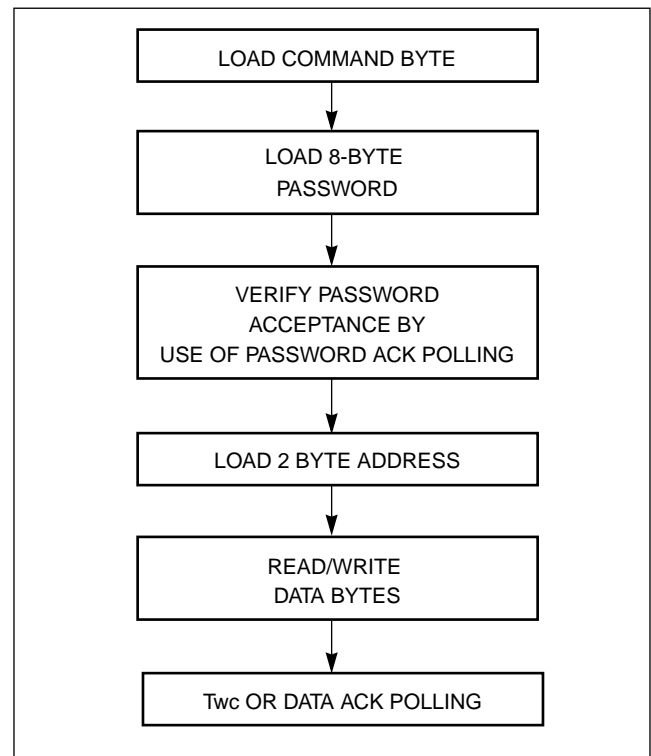 LOAD COMMAND BYTE
LOAD 8-BYTE
PASSWORD
VERIFY PASSWORD
ACCEPTANCE BY
USE OF PASSWORD ACK POLLING
LOAD 2 BYTE ADDRESS
READ/WRITE
DATA BYTES
Twc OR DATA ACK POLLING